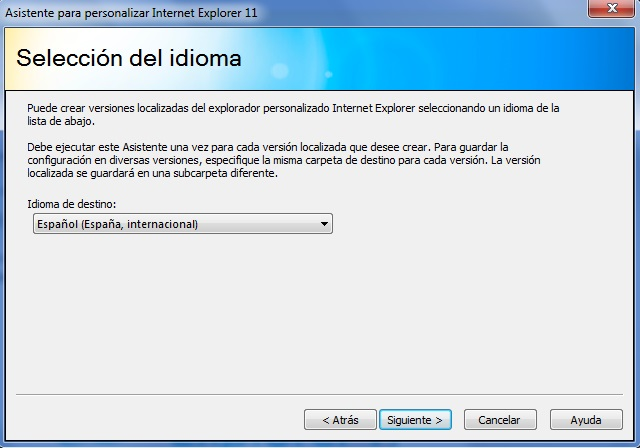 Asistente para personalizar Internet Explorer 11
Selección del idioma
Puede crear versiones localizadas del explorador personalizado Internet Explorer seleccionando un idioma de la
lista de abajo.
Debe ejecutar este Asistente una vez para cada versión localizada que desee crear. Para guardar la
configuración en diversas versiones, especifique la misma carpeta de destino para cada versión. La versión
localizada se guardará en una subcarpeta diferente.
Idioma de destino:
Español (España, internacional)
< Atrás
Siguiente >
Cancelar
Ayuda